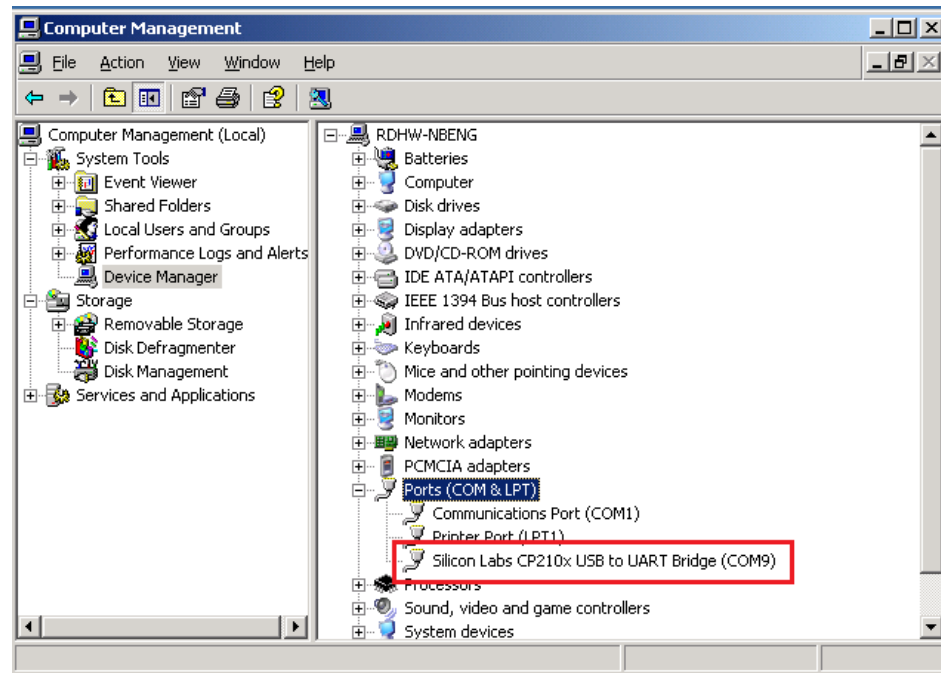 Computer Management
File Action View Window Help
Computer Management (Local)
System Tools
Event Viewer
Shared Folders
Local Users and Groups
Performance Logs and Alerts
Device Manager
Storage
Removable Storage
Disk Defragmenter
Disk Management
Services and Applications
RDHW-NBENG
Batteries
Computer
Disk drives
Display adapters
DVD/CD-ROM drives
IDE ATA/ATAPI controllers
IEEE 1394 Bus host controllers
Infrared devices
Keyboards
Mice and other pointing devices
Modems
Monitors
Network adapters
PCMCIA adapters
Ports (COM & LPT)
Communications Port (COM1)
Printer Port (LPT1)
Silicon Labs CP210x USB to UART Bridge (COM9)
Processors
Sound, video and game controllers
System devices